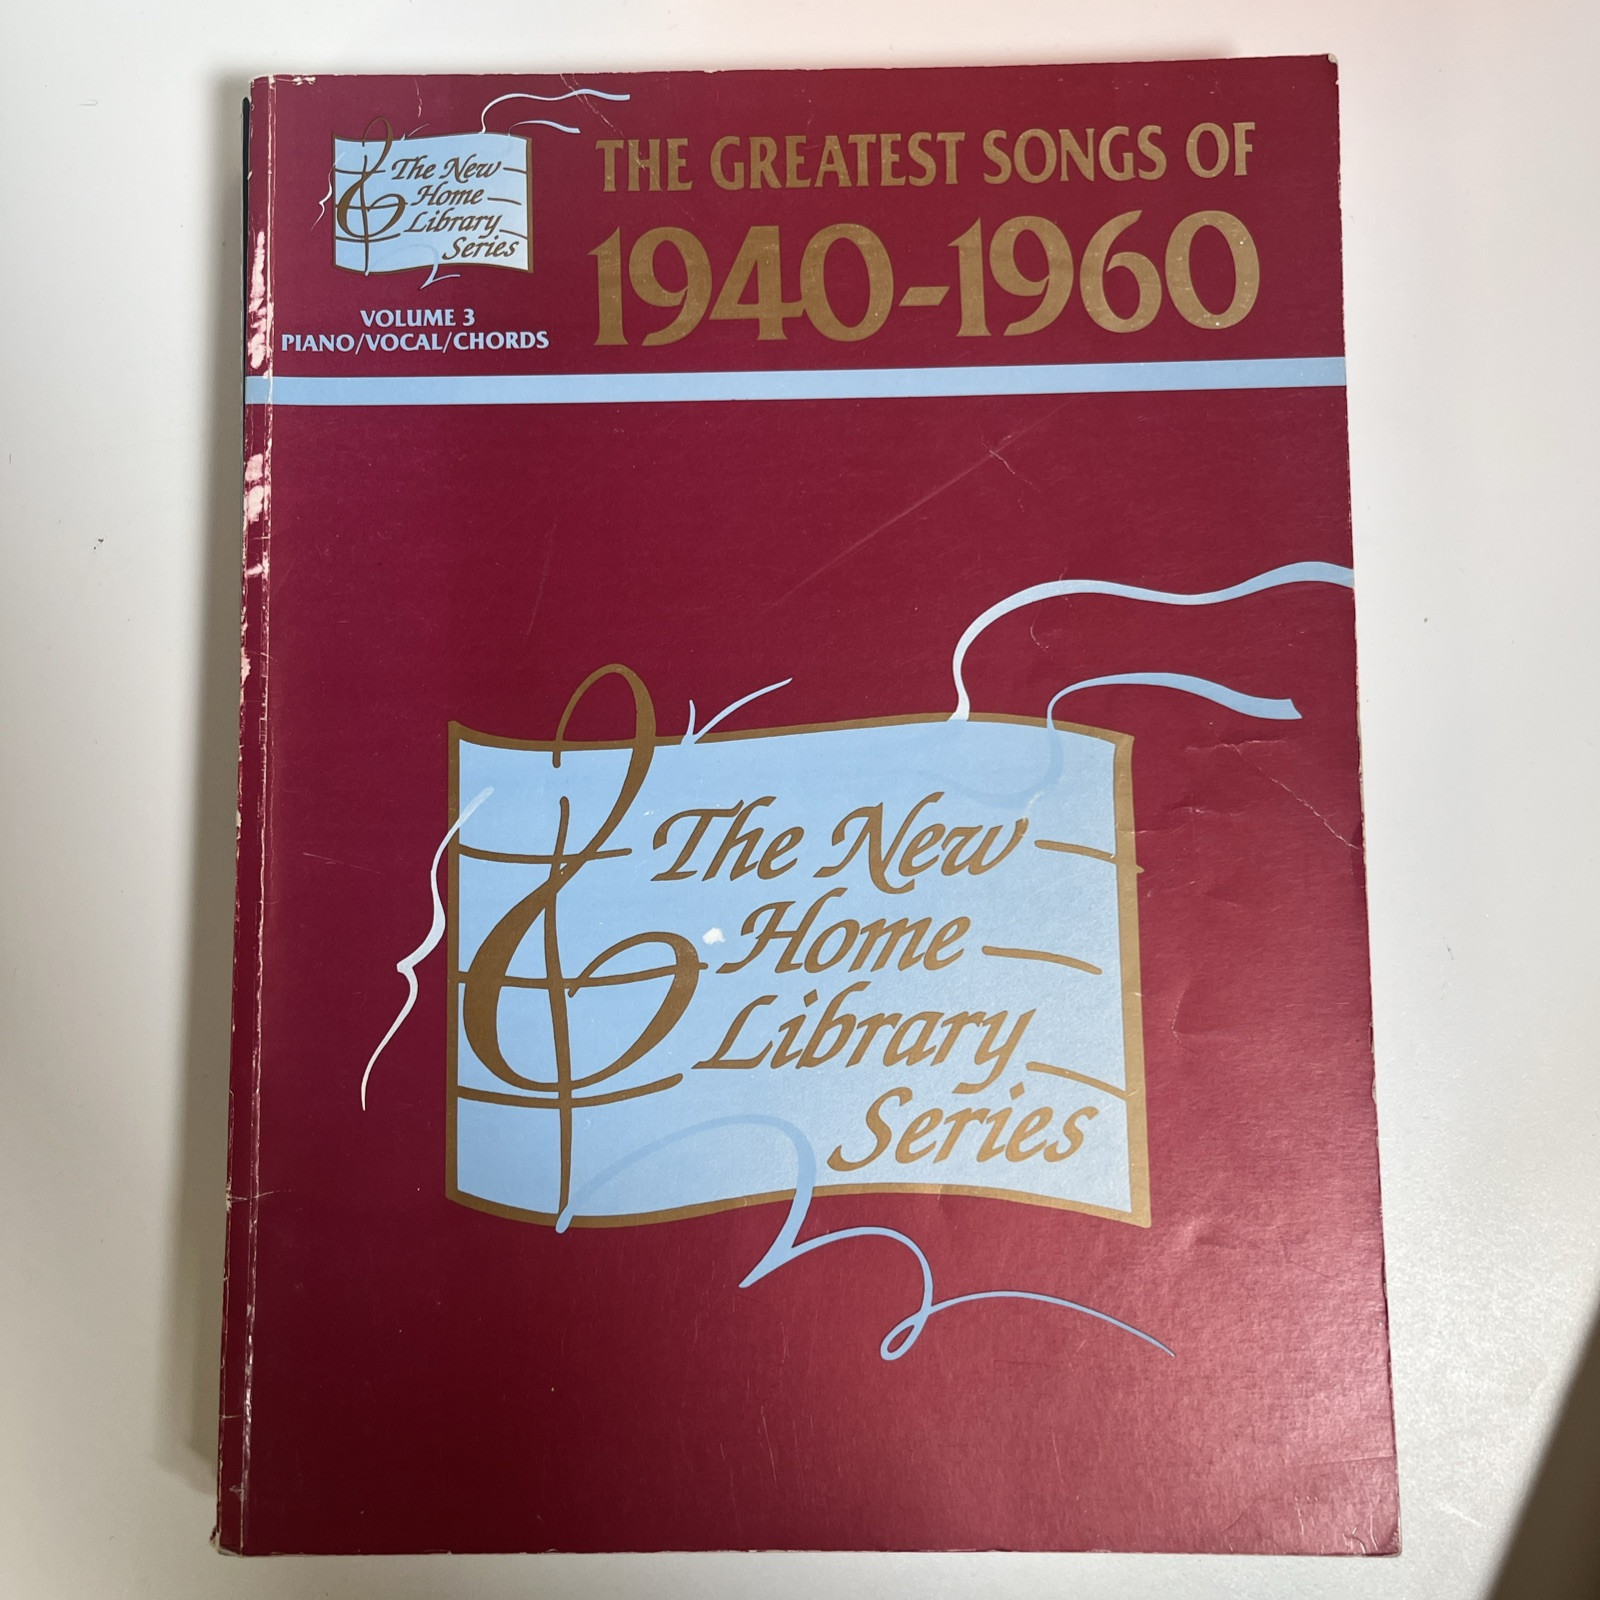 The New
Home
Library
Series
VOLUME 3
PIANO/VOCAL/CHORDS
THE GREATEST SONGS OF
1940-1960
The New
Home
Library
Series